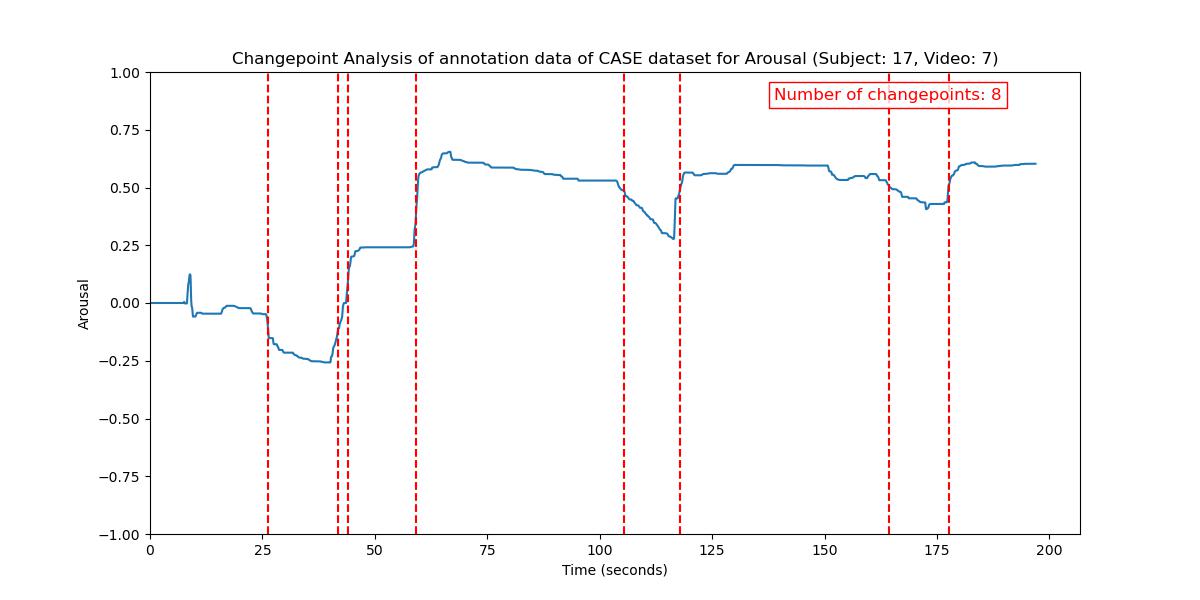 Changepoint Analysis of annotation data of CASE dataset for Arousal (Subject: 17, Video: 7)
Number of changepoints: 8
1.00
0.75
0.50
0.25
0.00
−0.25
−0.50
−0.75
−1.00
Arousal
0 25 50 75 100 125 150 175 200
Time (seconds)